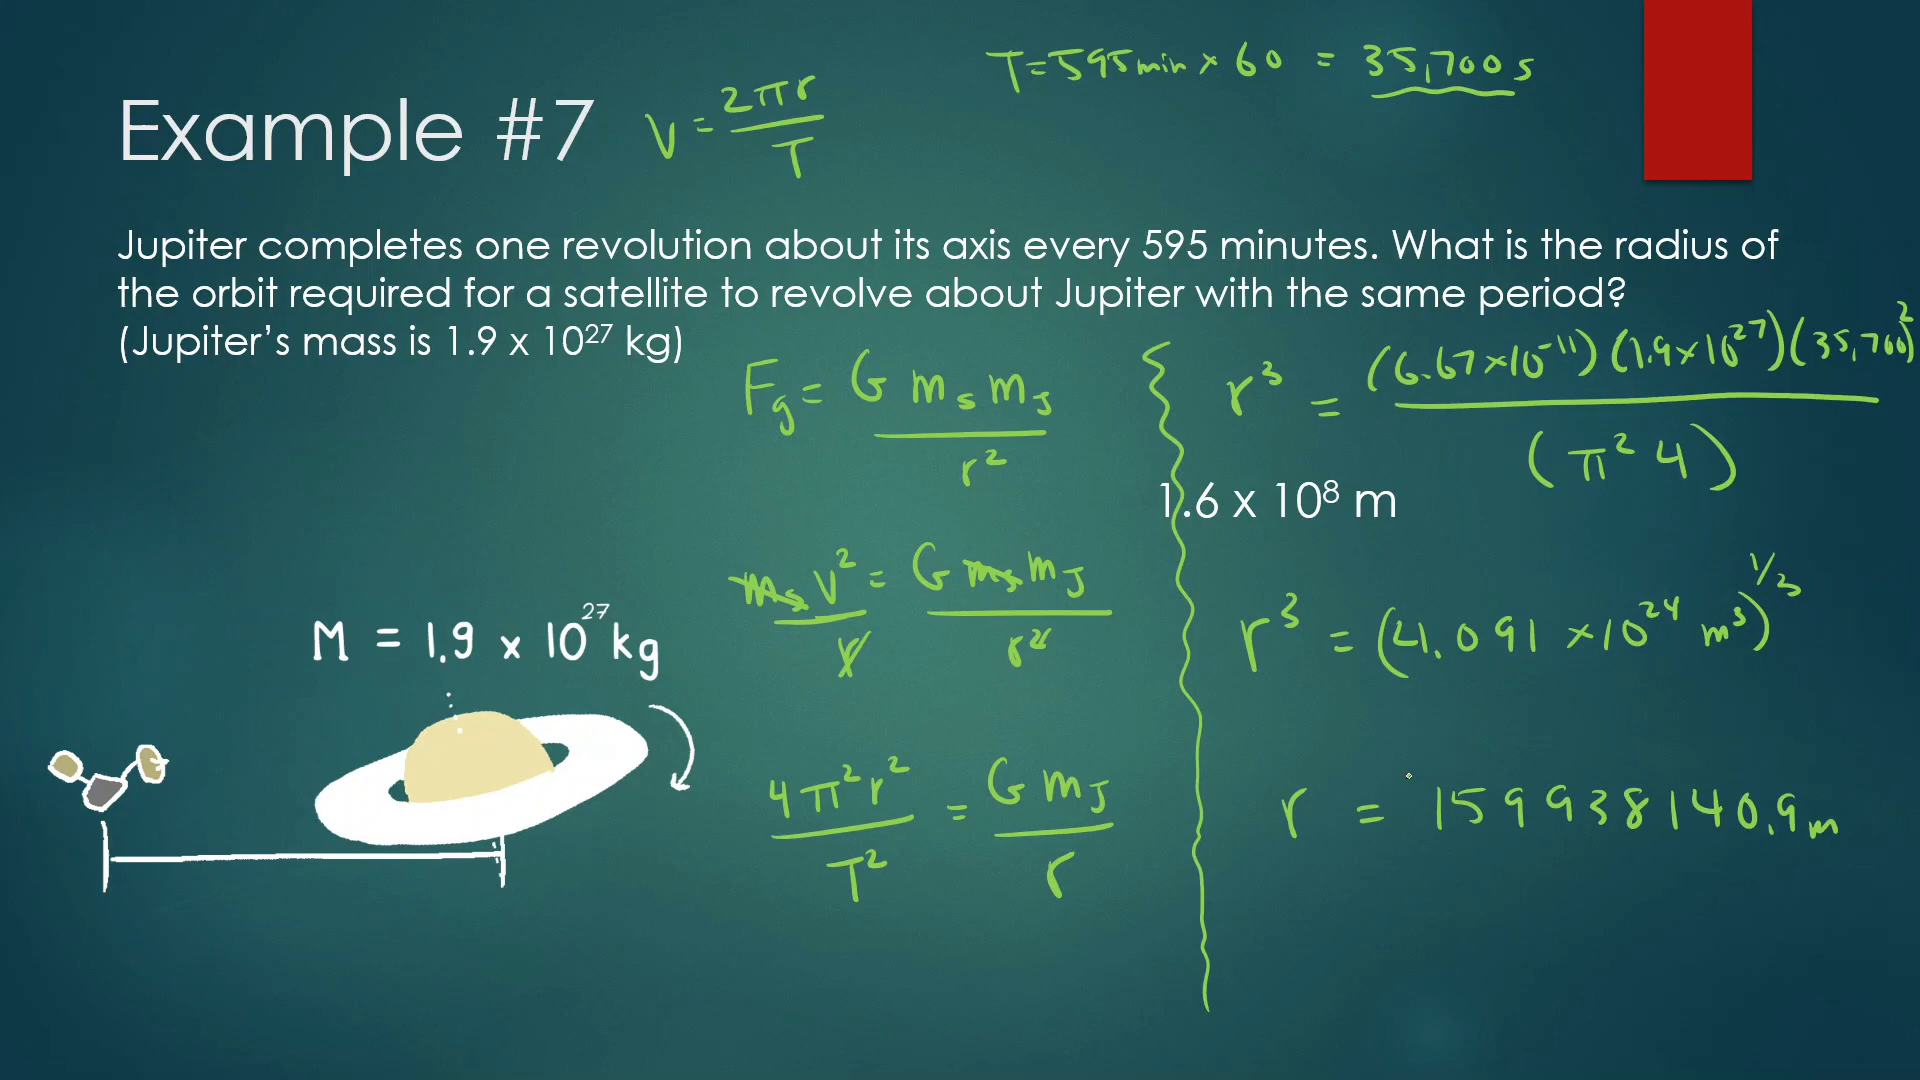 T = 595 min × 60 = 35,700 s
Example #7
V = 2πr / T
Jupiter completes one revolution about its axis every 595 minutes. What is the radius of
the orbit required for a satellite to revolve about Jupiter with the same period?
(Jupiter's mass is 1.9 x 10²⁷ kg)
Fg = G ms mJ / r²
ms v² / r = G ms mJ / r²
4π²r² / T² = G mJ / r
r³ = (6.67×10⁻¹¹)(1.9×10²⁷)(35,700)² / (π² 4)
1.6 x 10⁸ m
r³ = (4.091 ×10²⁴ m³)^1/3
r = 159938140.9 m
M = 1.9 x 10²⁷ kg